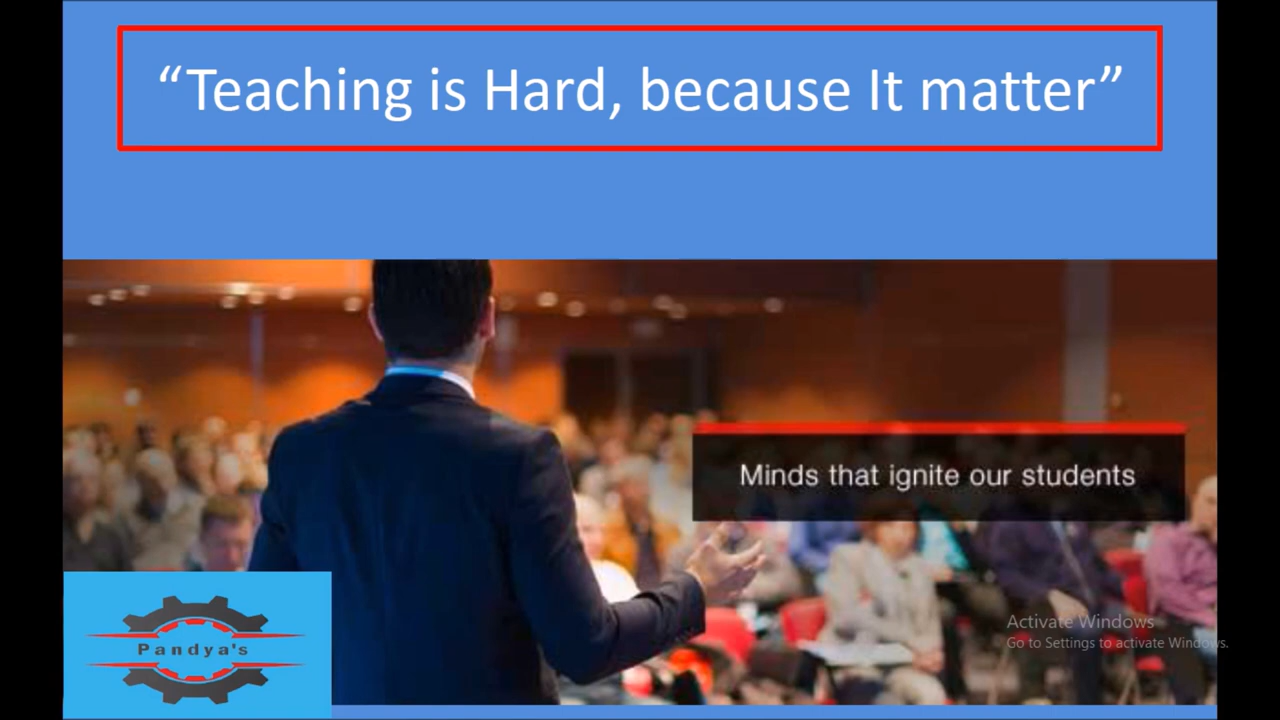 “Teaching is Hard, because It matter”
Minds that ignite our students
Activate Windows
Go to Settings to activate Windows.
Pandya's